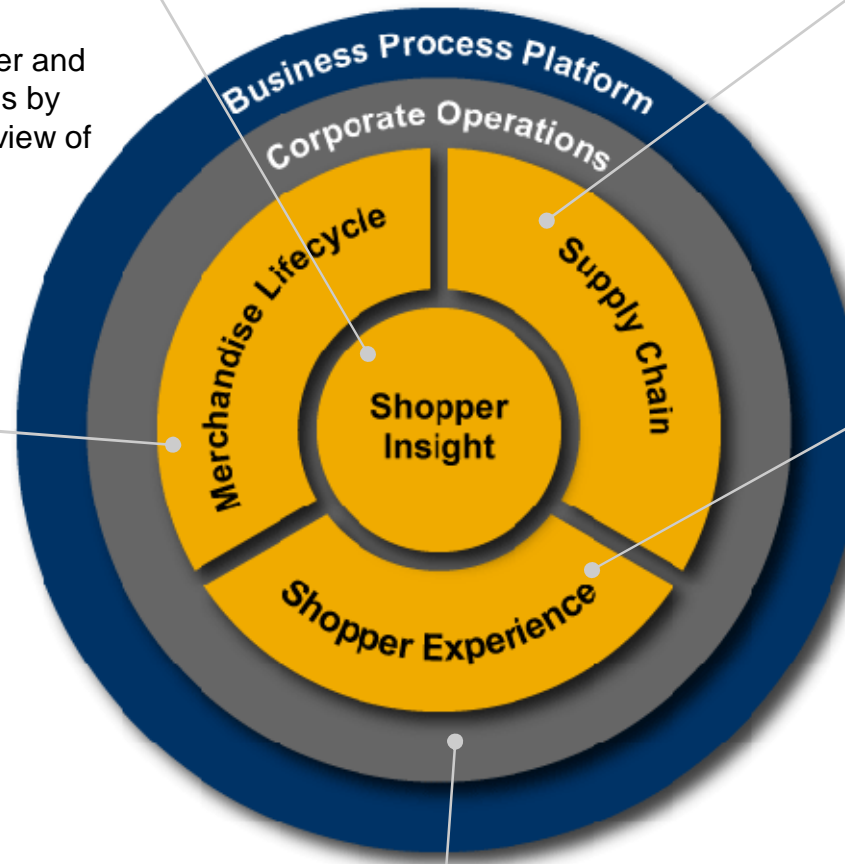 er and
s by
view of
Business Process Platform
Corporate Operations
Merchandise Lifecycle
Supply Chain
Shopper
Insight
Shopper Experience